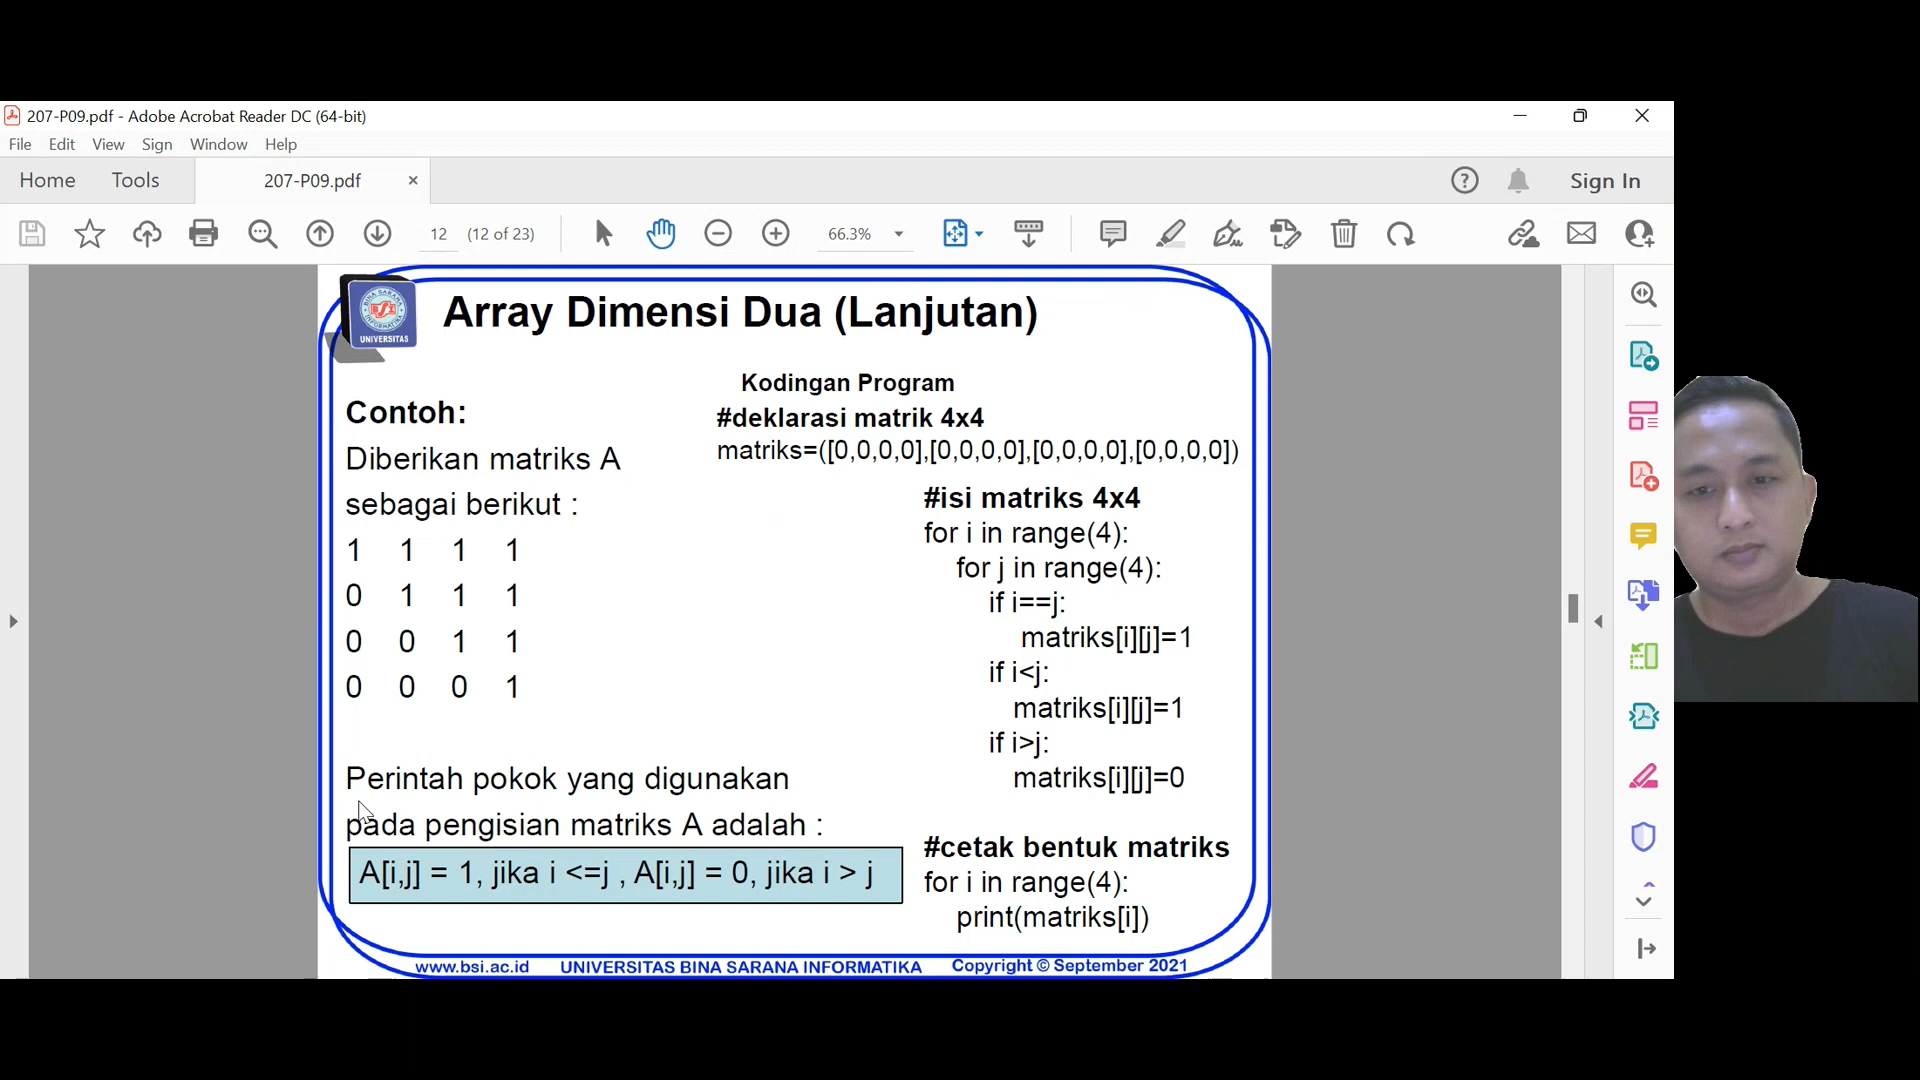 207-P09.pdf - Adobe Acrobat Reader DC (64-bit)
File Edit View Sign Window Help
Home Tools 207-P09.pdf Sign In
12 (12 of 23) 66.3%
BINA SARANA
INFORMATIKA
UNIVERSITAS
Array Dimensi Dua (Lanjutan)
Contoh:
Diberikan matriks A
sebagai berikut :
1 1 1 1
0 1 1 1
0 0 1 1
0 0 0 1
Perintah pokok yang digunakan
pada pengisian matriks A adalah :
A[i,j] = 1, jika i <=j , A[i,j] = 0, jika i > j
Kodingan Program
#deklarasi matrik 4x4
matriks=([0,0,0,0],[0,0,0,0],[0,0,0,0],[0,0,0,0])
#isi matriks 4x4
for i in range(4):
for j in range(4):
if i==j:
matriks[i][j]=1
if i<j:
matriks[i][j]=1
if i>j:
matriks[i][j]=0
#cetak bentuk matriks
for i in range(4):
print(matriks[i])
www.bsi.ac.id UNIVERSITAS BINA SARANA INFORMATIKA Copyright © September 2021